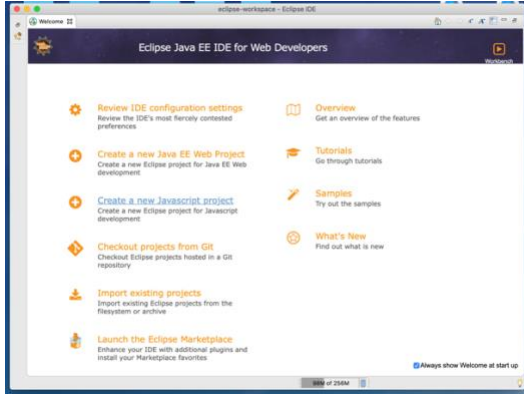 eclipse-workspace - Eclipse IDE
Welcome
Eclipse Java EE IDE for Web Developers
Workbench
Review IDE configuration settings
Review the IDE's most fiercely contested
preferences
Create a new Java EE Web Project
Create a new Eclipse project for Java EE Web
development
Create a new Javascript project
Create a new Eclipse project for Javascript
development
Checkout projects from Git
Checkout Eclipse projects hosted in a Git
repository
Import existing projects
Import existing Eclipse projects from the
filesystem or archive
Launch the Eclipse Marketplace
Enhance your IDE with additional plugins and
install your Marketplace favorites
Overview
Get an overview of the features
Tutorials
Go through tutorials
Samples
Try out the samples
What's New
Find out what is new
Always show Welcome at start up
of 256M